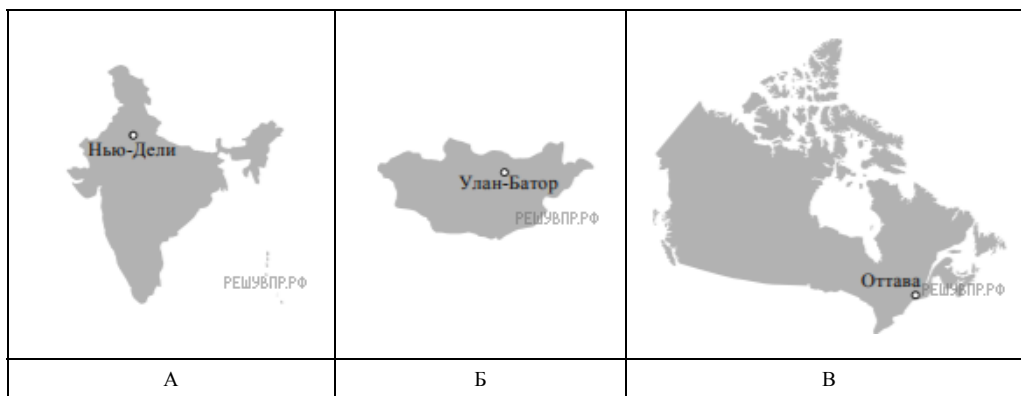 Нью-Дели
РЕШУВПР.РФ
Улан-Батор
РЕШУВПР.РФ
Оттава
РЕШУВПР.РФ
А
Б
В